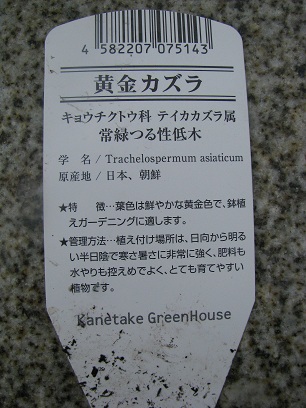 4 582207 075143
黄金カズラ
キョウチクトウ科 テイカカズラ属
常緑つる性低木
学　名 / Trachelospermum asiaticum
原産地 / 日本、朝鮮
★特　徴…葉色は鮮やかな黄金色で、鉢植
えガーデニングに適します。
★管理方法…植え付け場所は、日向から明る
い半日陰で寒さ暑さに非常に強く、肥料も
水やりも控えめでよく、とても育てやすい
植物です。
Kanetake GreenHouse